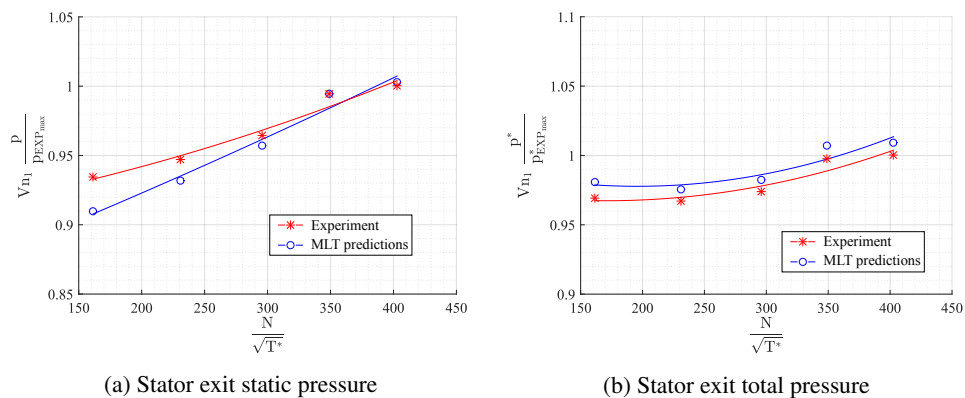 1.05
1
0.95
0.9
0.85
Vn₁ p / p_EXP_max
150 200 250 300 350 400 450
N / √T*
Experiment
MLT predictions
(a) Stator exit static pressure
1.1
1.05
1
0.95
0.9
Vn₁ p* / p*_EXP_max
150 200 250 300 350 400 450
N / √T*
Experiment
MLT predictions
(b) Stator exit total pressure